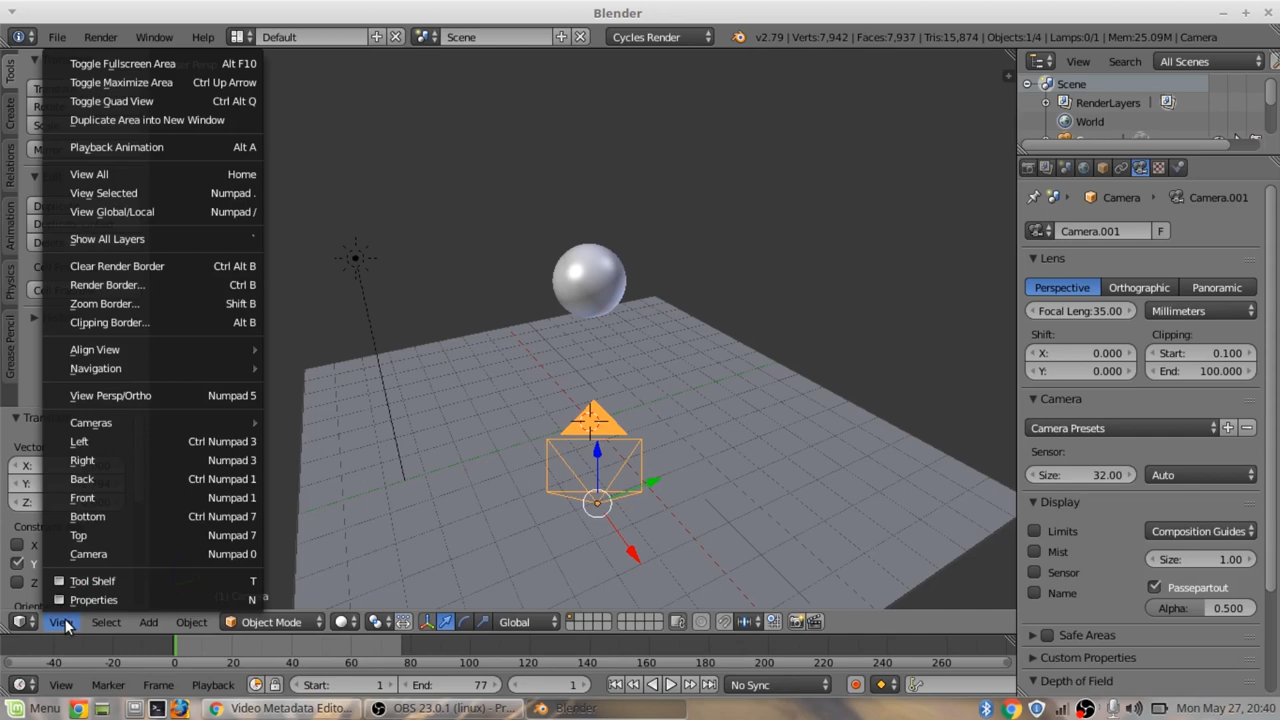 Blender
File Render Window Help Default Scene Cycles Render v2.79 | Verts:7,942 | Faces:7,937 | Tris:15,874 | Objects:1/4 | Lamps:0/1 | Mem:25.09M | Camera
View Search All Scenes
Scene
RenderLayers
World
Tools
Create
Relations
Animation
Physics
Grease Pencil
Toggle Fullscreen Area Alt F10
Toggle Maximize Area Ctrl Up Arrow
Toggle Quad View Ctrl Alt Q
Duplicate Area into New Window
Playback Animation Alt A
View All Home
View Selected Numpad .
View Global/Local Numpad /
Show All Layers `
Clear Render Border Ctrl Alt B
Render Border... Ctrl B
Zoom Border... Shift B
Clipping Border... Alt B
Align View
Navigation
View Persp/Ortho Numpad 5
Cameras
Left Ctrl Numpad 3
Right Numpad 3
Back Ctrl Numpad 1
Front Numpad 1
Bottom Ctrl Numpad 7
Top Numpad 7
Camera Numpad 0
Tool Shelf T
Properties N
Vector
X:
Y:
Z:
X
Y
Z
Camera Camera.001
Camera.001 F
Lens
Perspective Orthographic Panoramic
Focal Len:35.00 Millimeters
Shift: Clipping:
X: 0.000 Start: 0.100
Y: 0.000 End: 100.000
Camera
Camera Presets
Sensor:
Size: 32.00 Auto
Display
Limits Composition Guides
Mist Size: 1.00
Sensor Passepartout
Name Alpha: 0.500
Safe Areas
Custom Properties
Depth of Field
View Select Add Object Object Mode Global
-40 -20 0 20 40 60 80 100 120 140 160 180 200 220 240 260
View Marker Frame Playback Start: 1 End: 77 1 No Sync
Menu Video Metadata Edito... OBS 23.0.1 (linux) - Pr... Blender Mon May 27, 20:40